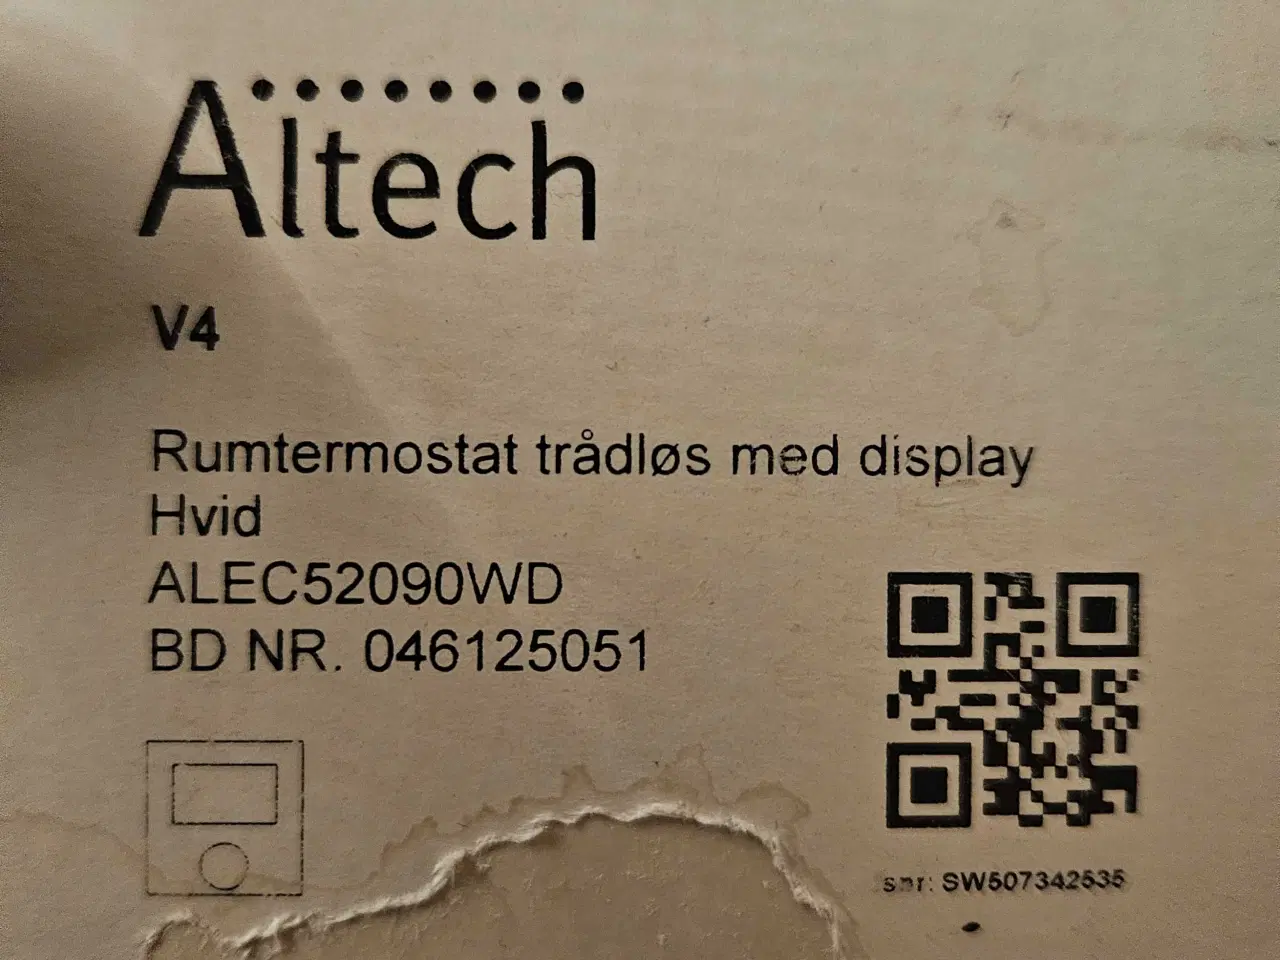 Altech
V4
Rumtermostat trådløs med display
Hvid
ALEC52090WD
BD NR. 046125051
snr: SW507342535